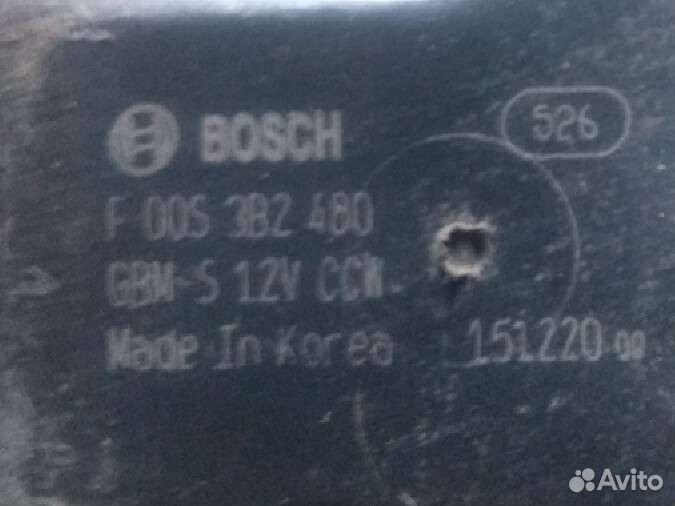 BOSCH
526
F 00S 3B2 480
GBM-S 12V CCW
Made In Korea
151220
Avito